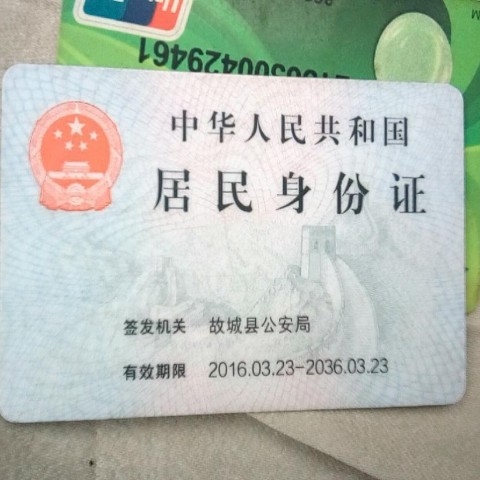 中华人民共和国
居民身份证
签发机关 故城县公安局
有效期限 2016.03.23-2036.03.23